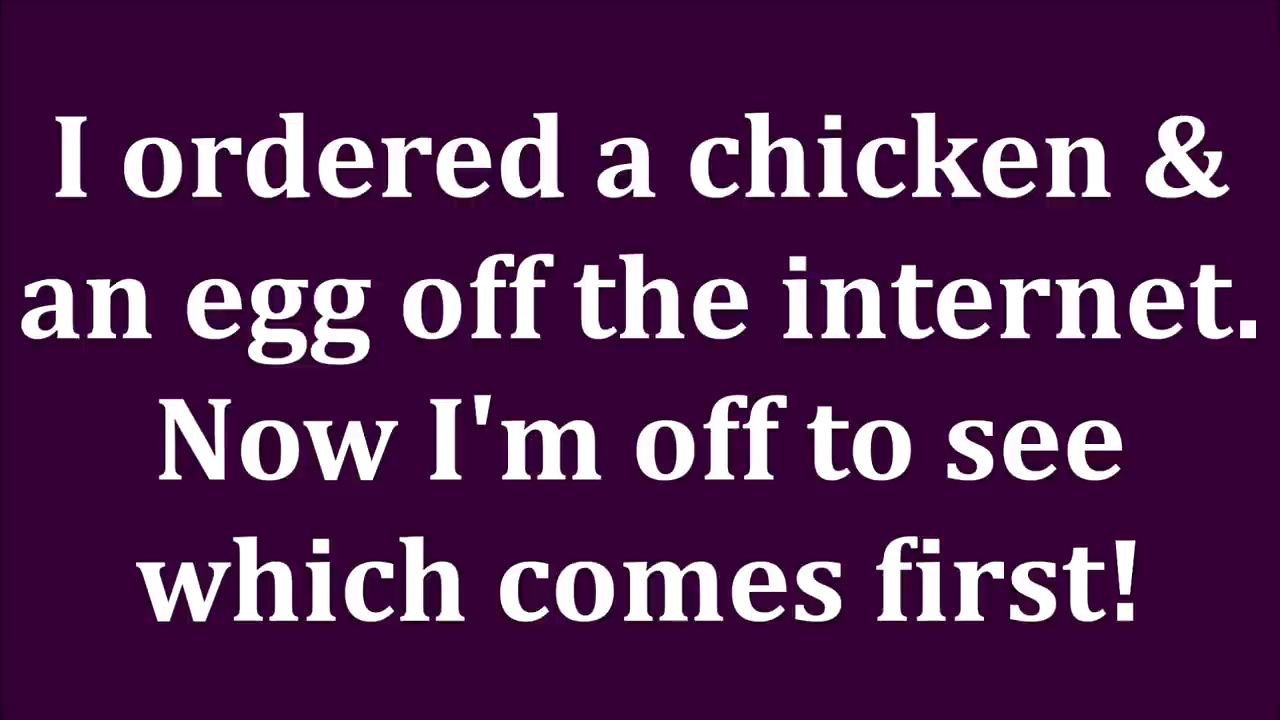 I ordered a chicken &
an egg off the internet.
Now I'm off to see
which comes first!